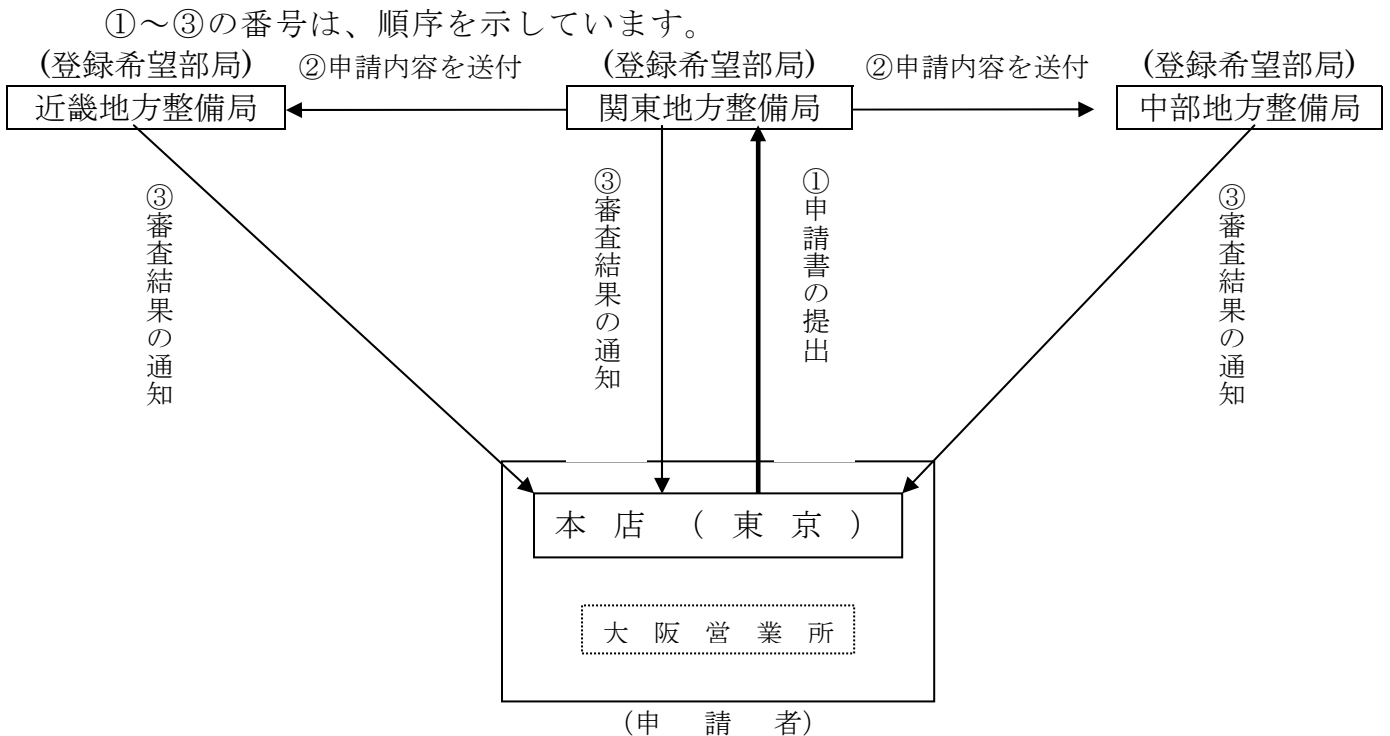 ①～③の番号は、順序を示しています。
(登録希望部局) ②申請内容を送付 (登録希望部局) ②申請内容を送付 (登録希望部局)
近畿地方整備局 関東地方整備局 中部地方整備局
③審査結果の通知
③審査結果の通知
①申請書の提出
③審査結果の通知
本店（東京）
大阪営業所
(申請者)